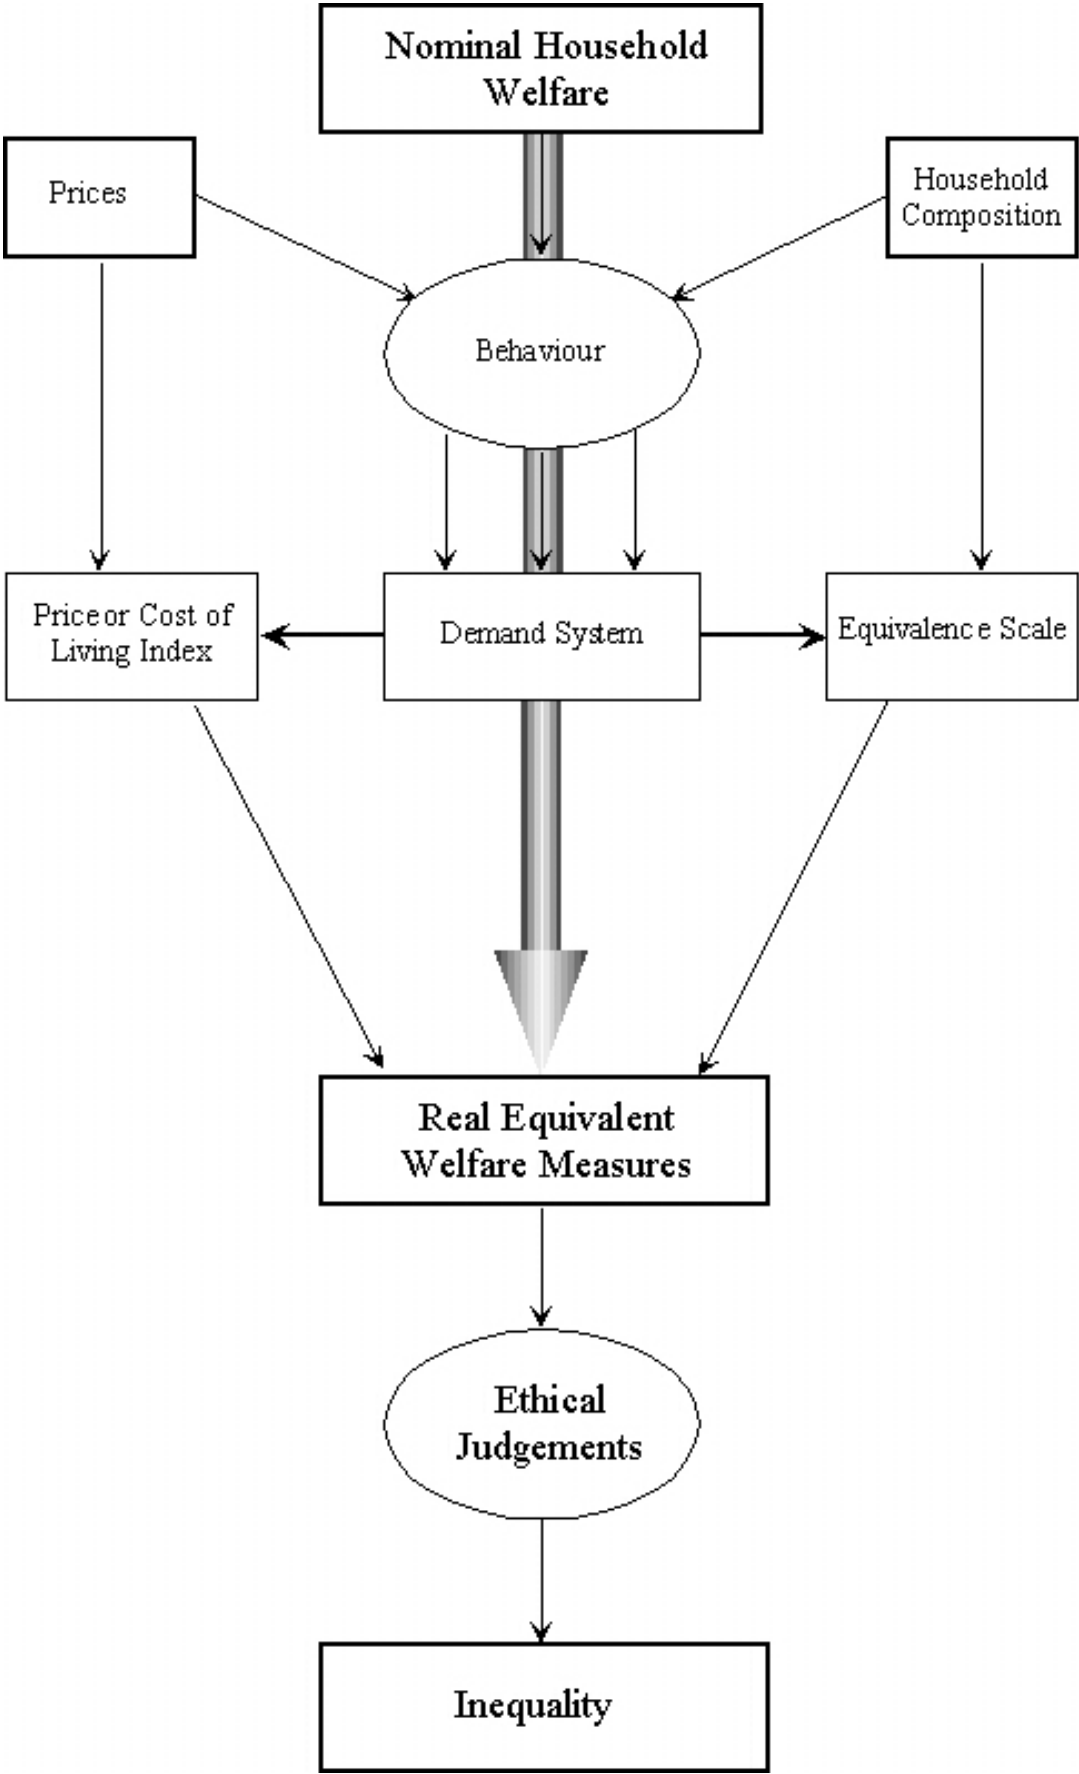 Nominal Household
Welfare
Prices
Household
Composition
Behaviour
Price or Cost of
Living Index
Demand System
Equivalence Scale
Real Equivalent
Welfare Measures
Ethical
Judgements
Inequality